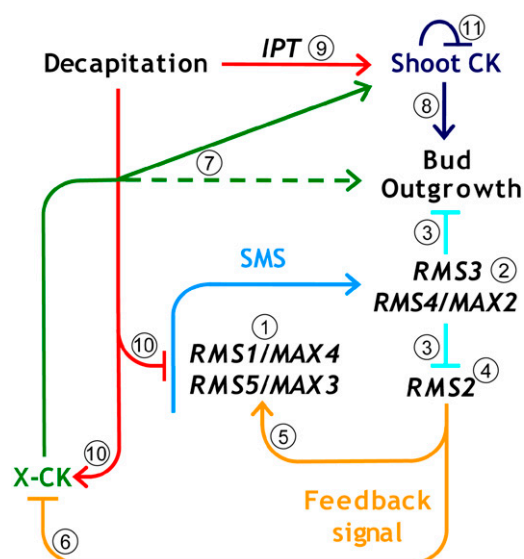 ⑪
Decapitation IPT ⑨ Shoot CK
⑧
⑦
Bud
Outgrowth
③
SMS
RMS3 ②
RMS4/MAX2
①
⑩ RMS1/MAX4 ③
RMS5/MAX3 RMS2 ④
⑤
⑩
X-CK
Feedback
signal
⑥